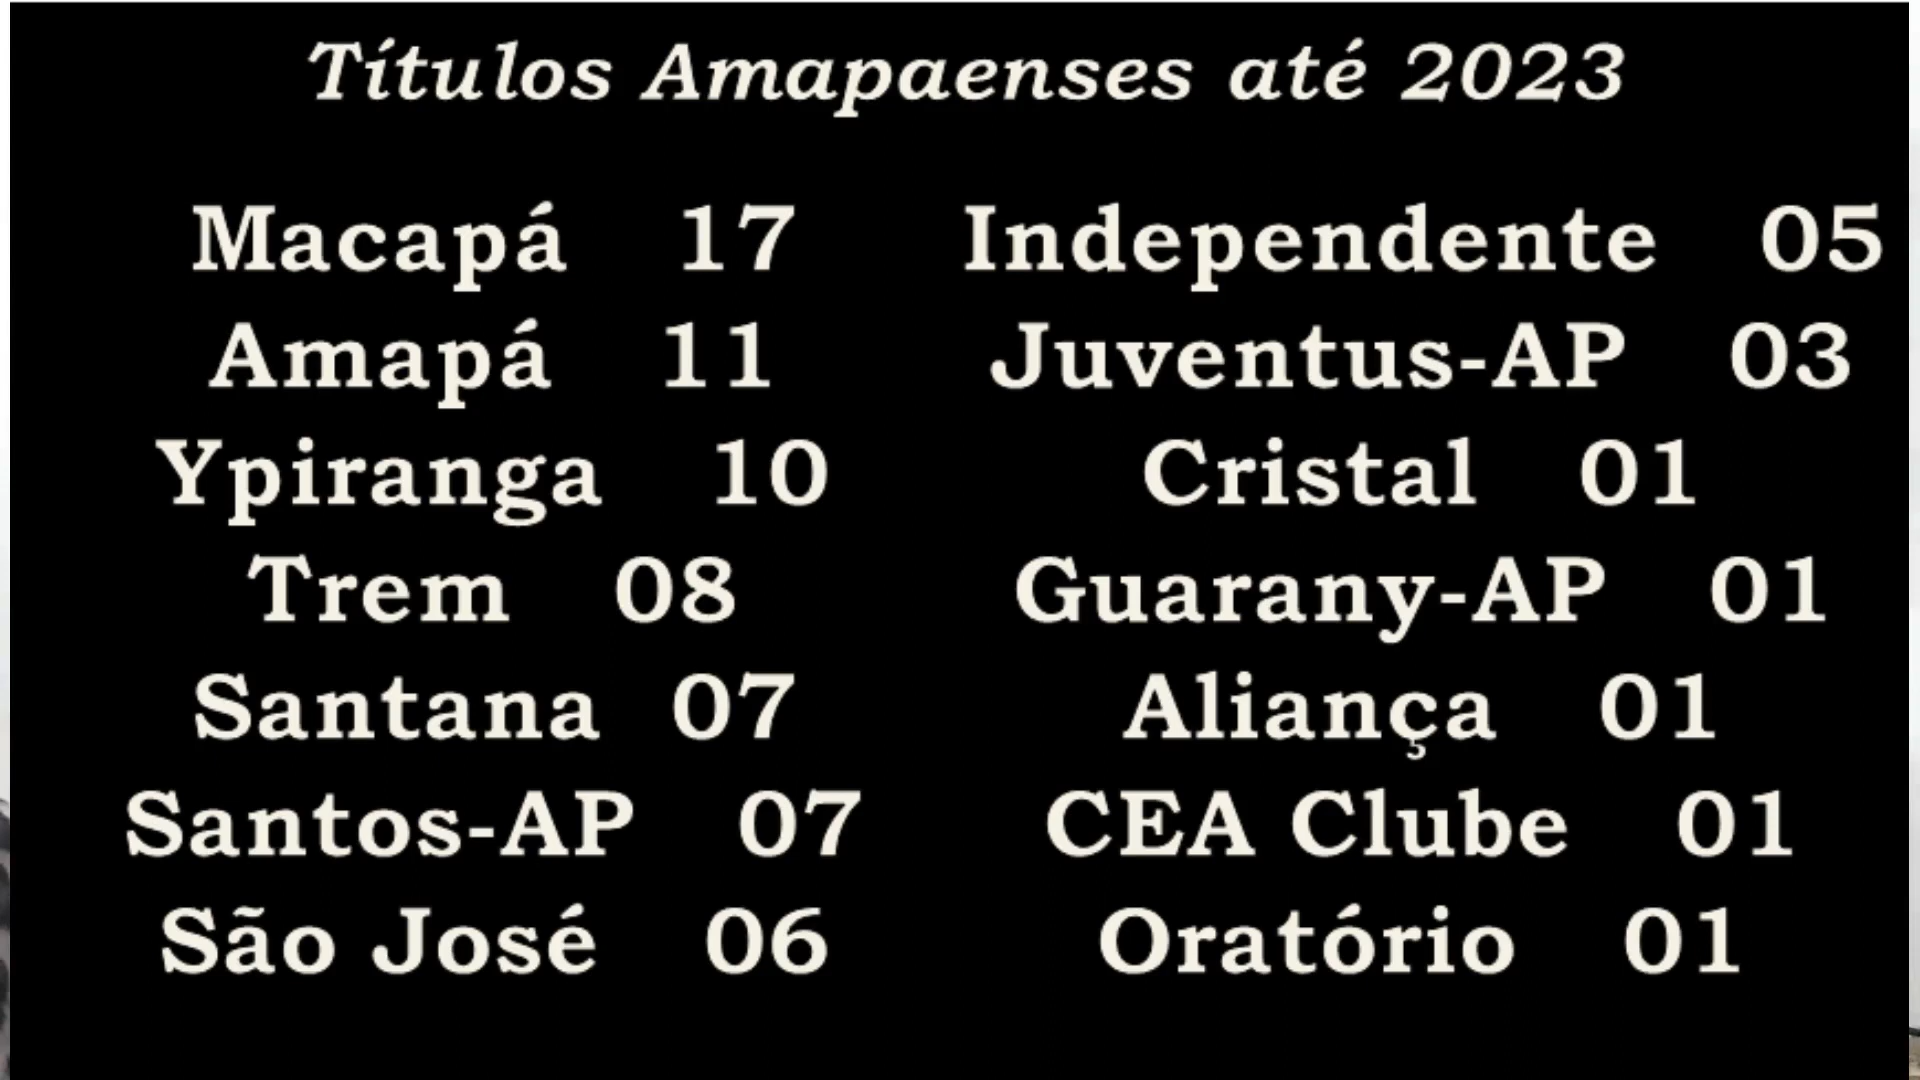 Títulos Amapaenses até 2023
Macapá 17
Amapá 11
Ypiranga 10
Trem 08
Santana 07
Santos-AP 07
São José 06
Independente 05
Juventus-AP 03
Cristal 01
Guarany-AP 01
Aliança 01
CEA Clube 01
Oratório 01